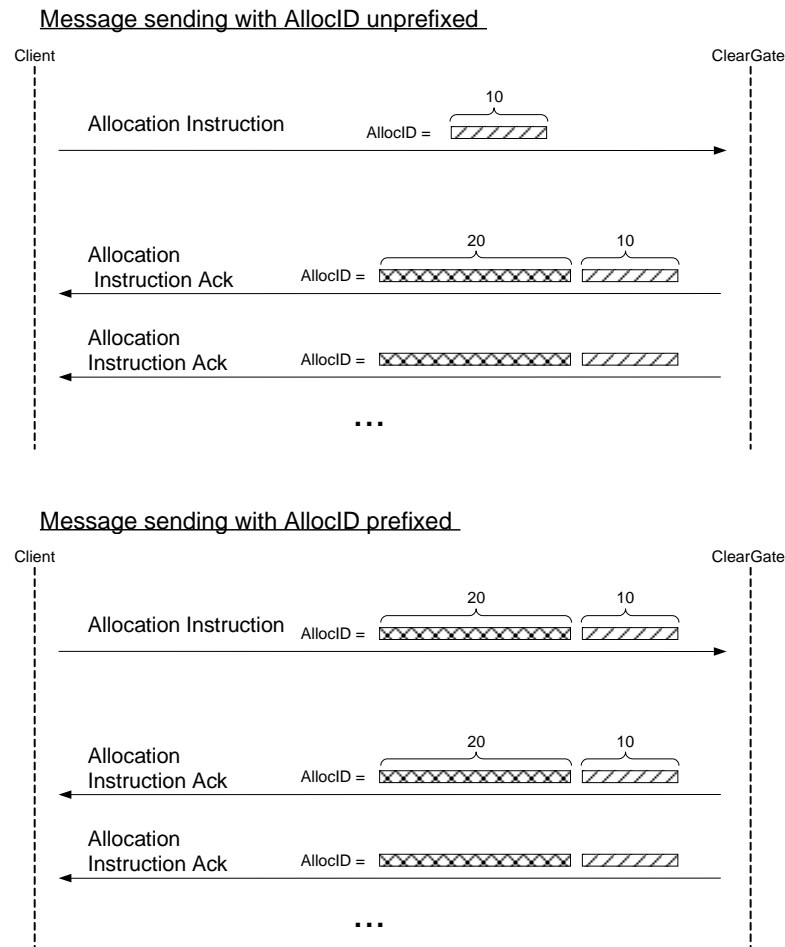 Message sending with AllocID unprefixed
Client
ClearGate
10
Allocation Instruction
AllocID =
20
10
Allocation
Instruction Ack
AllocID =
Allocation
Instruction Ack
AllocID =
...
Message sending with AllocID prefixed
Client
ClearGate
20
10
Allocation Instruction
AllocID =
20
10
Allocation
Instruction Ack
AllocID =
Allocation
Instruction Ack
AllocID =
...